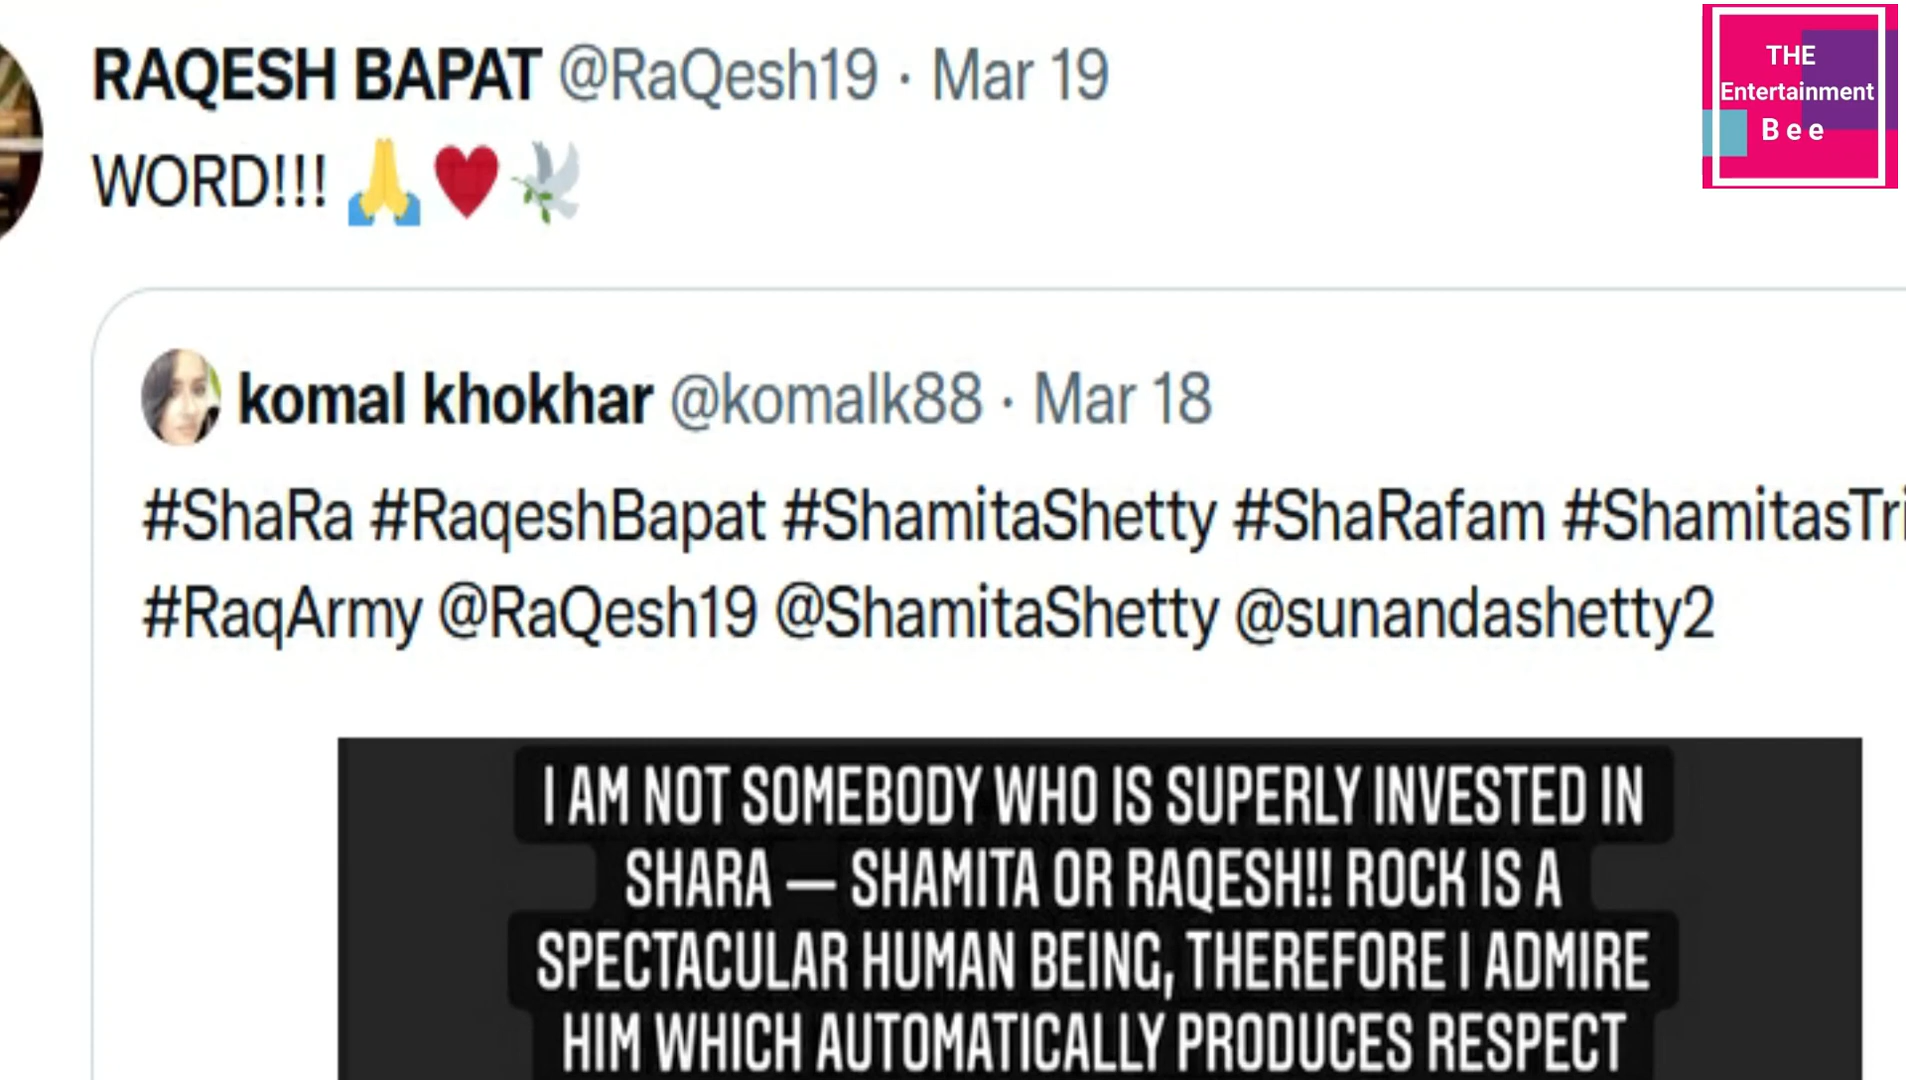 RAQESH BAPAT @RaQesh19 · Mar 19
WORD!!! 🙏♥️🕊️
THE
Entertainment
Bee
komal khokhar @komalk88 · Mar 18
#ShaRa #RaqeshBapat #ShamitaShetty #ShaRafam #ShamitasTri
#RaqArmy @RaQesh19 @ShamitaShetty @sunandashetty2
I AM NOT SOMEBODY WHO IS SUPERLY INVESTED IN
SHARA — SHAMITA OR RAQESH!! ROCK IS A
SPECTACULAR HUMAN BEING, THEREFORE I ADMIRE
HIM WHICH AUTOMATICALLY PRODUCES RESPECT